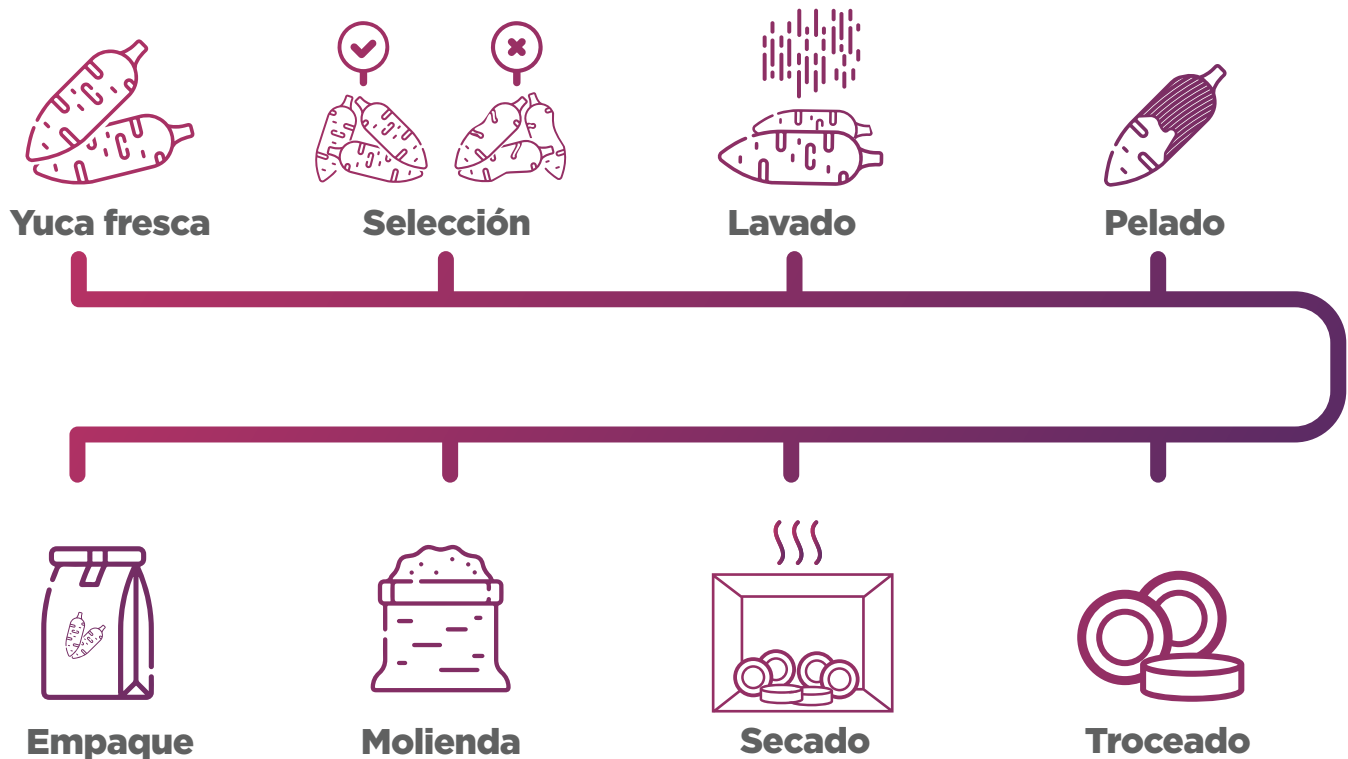 Yuca fresca
Selección
Lavado
Pelado
Empaque
Molienda
Secado
Troceado